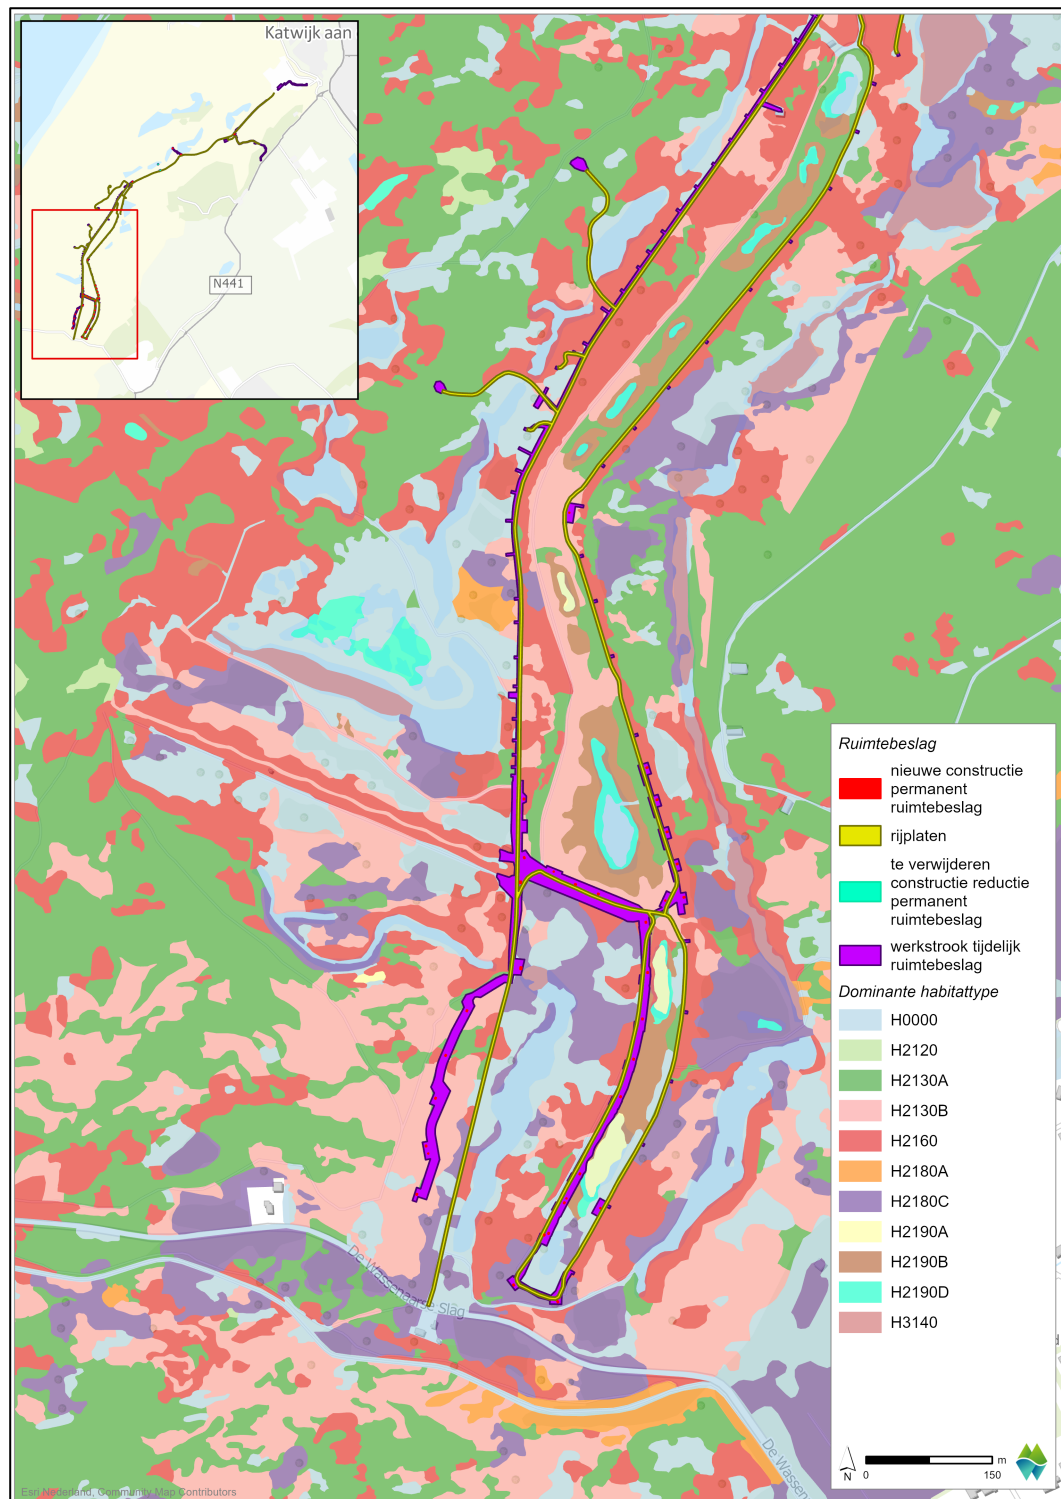 Katwijk aan
N441
De Wassenaarse Slag
De Wassen
Ruimtebeslag
nieuwe constructie
permanent
ruimtebeslag
rijplaten
te verwijderen
constructie reductie
permanent
ruimtebeslag
werkstrook tijdelijk
ruimtebeslag
Dominante habitattype
H0000
H2120
H2130A
H2130B
H2160
H2180A
H2180C
H2190A
H2190B
H2190D
H3140
N
m
0 150
Esri Nederland, Community Map Contributors